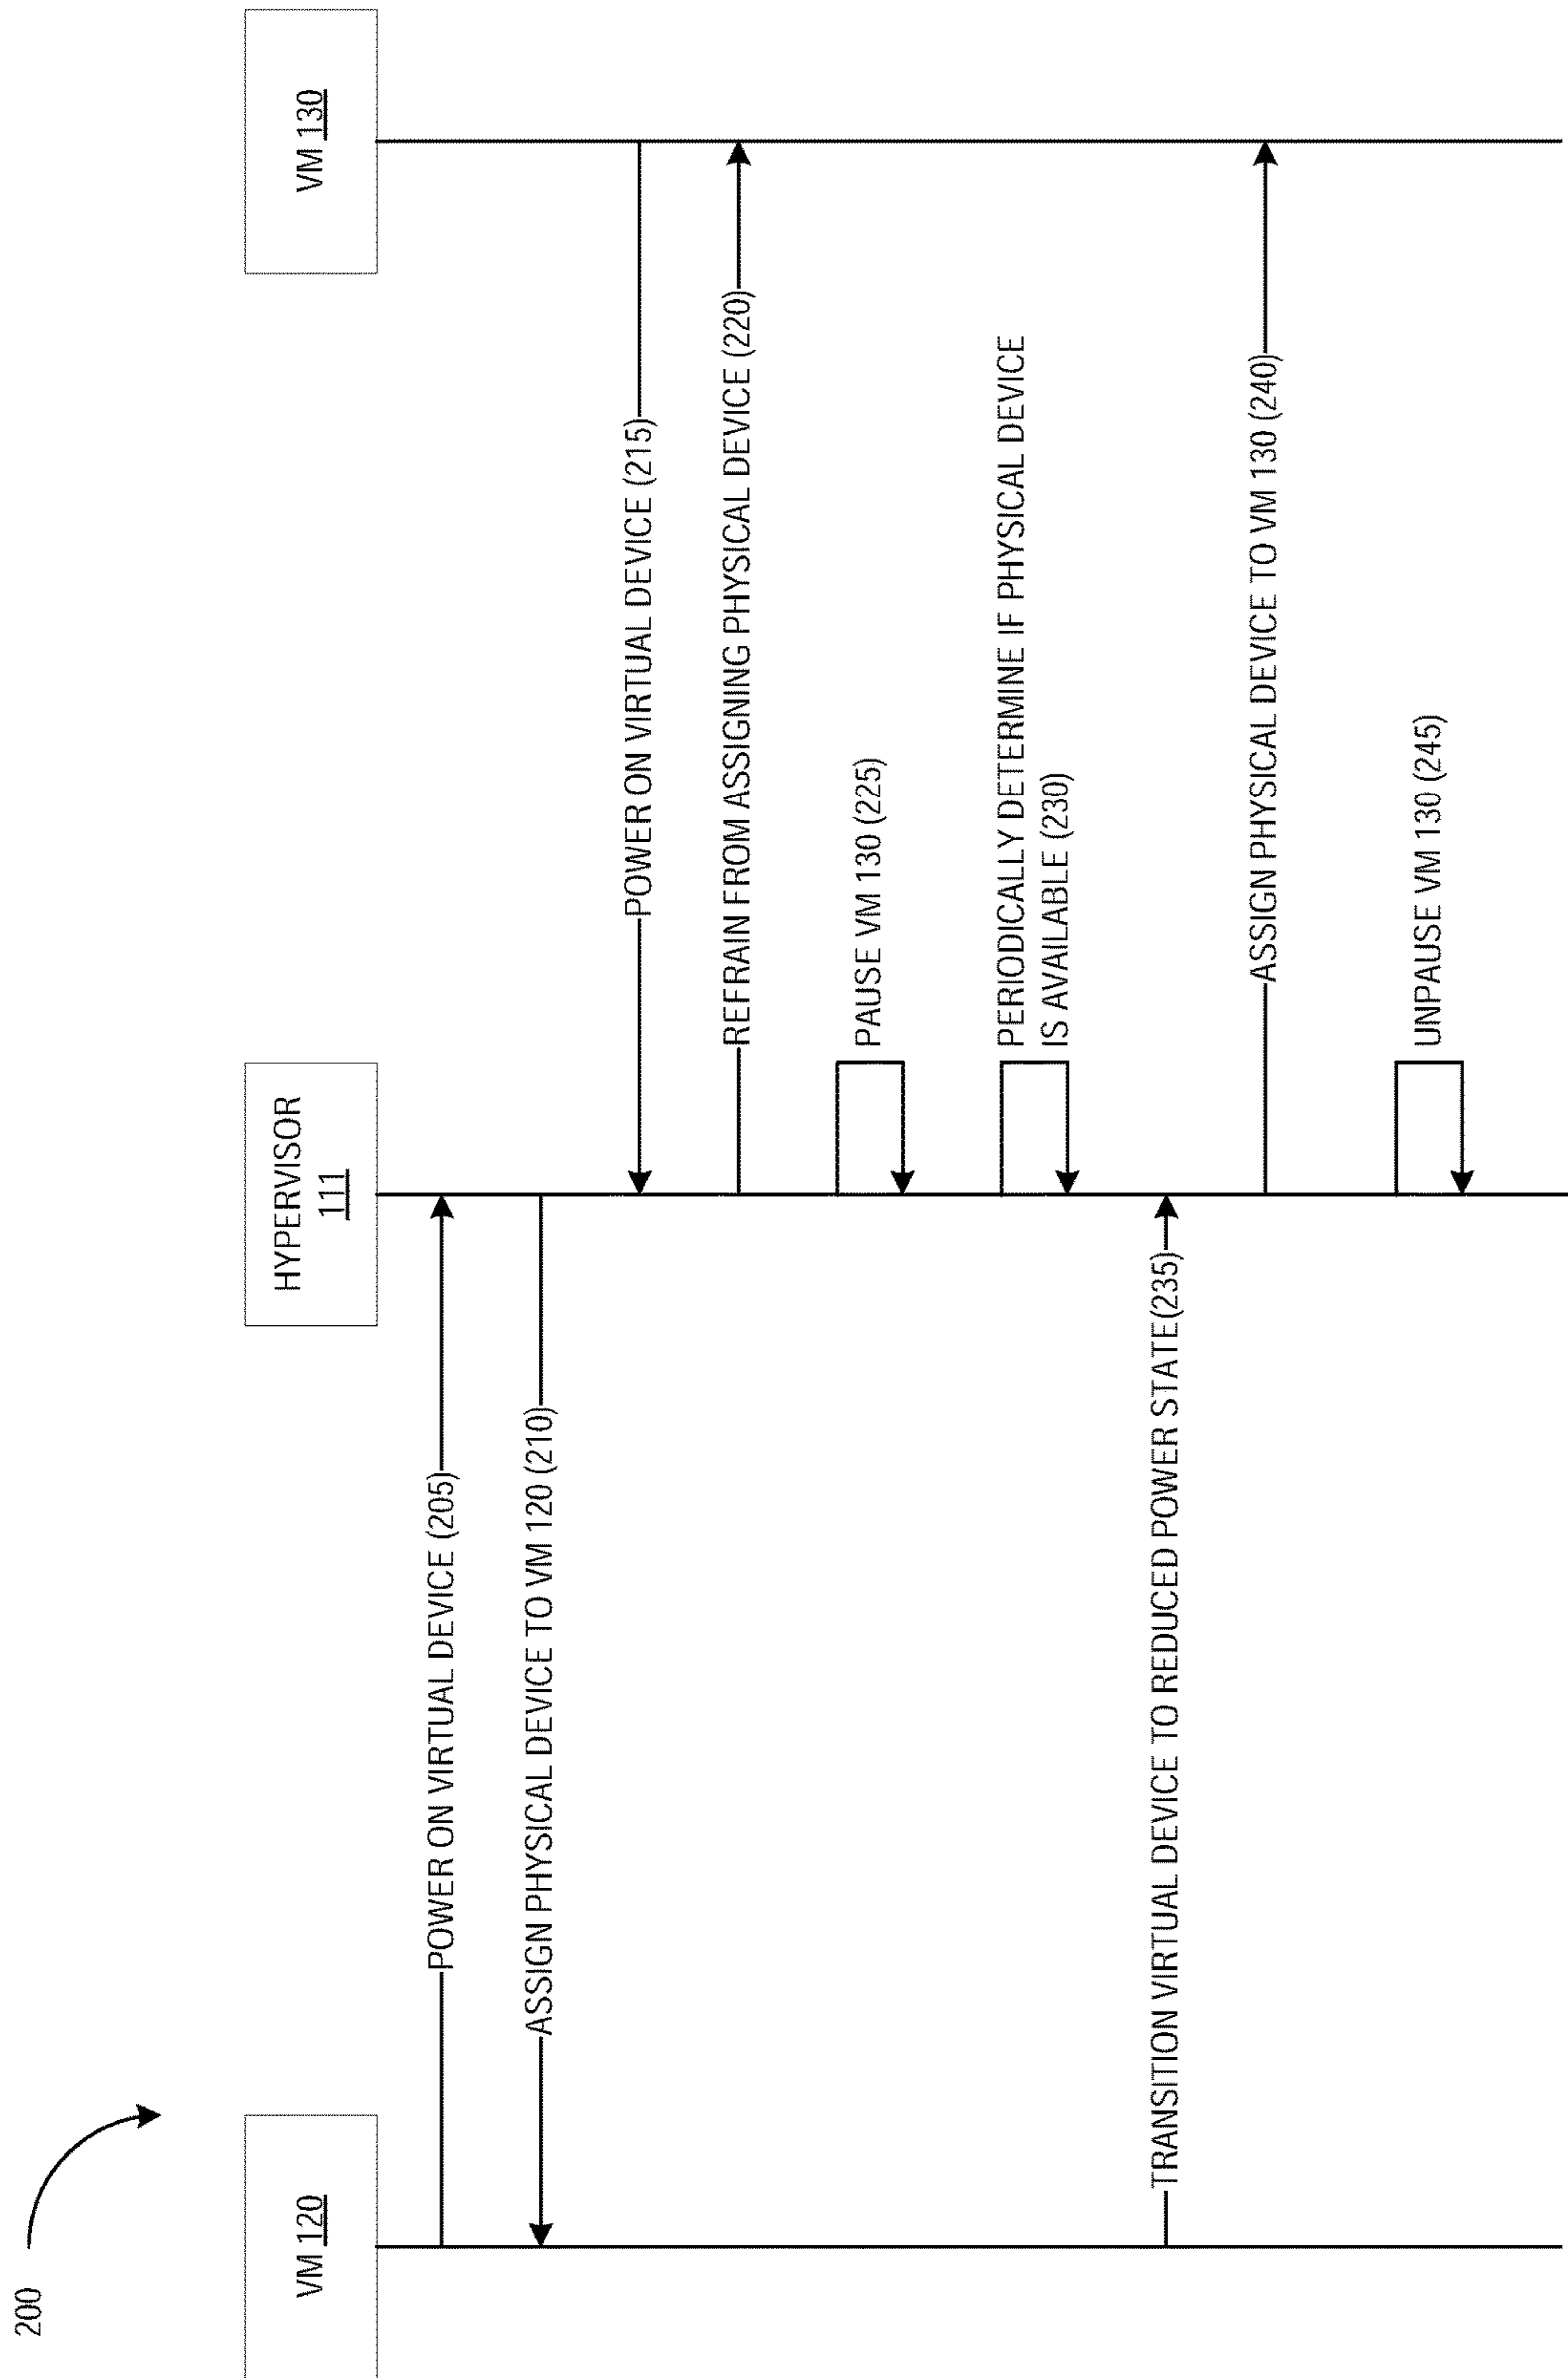 200
VM 120
HYPERVISOR
111
VM 130
POWER ON VIRTUAL DEVICE (205)
ASSIGN PHYSICAL DEVICE TO VM 120 (210)
POWER ON VIRTUAL DEVICE (215)
REFRAIN FROM ASSIGNING PHYSICAL DEVICE (220)
PAUSE VM 130 (225)
PERIODICALLY DETERMINE IF PHYSICAL DEVICE
IS AVAILABLE (230)
TRANSITION VIRTUAL DEVICE TO REDUCED POWER STATE(235)
ASSIGN PHYSICAL DEVICE TO VM 130 (240)
UNPAUSE VM 130 (245)